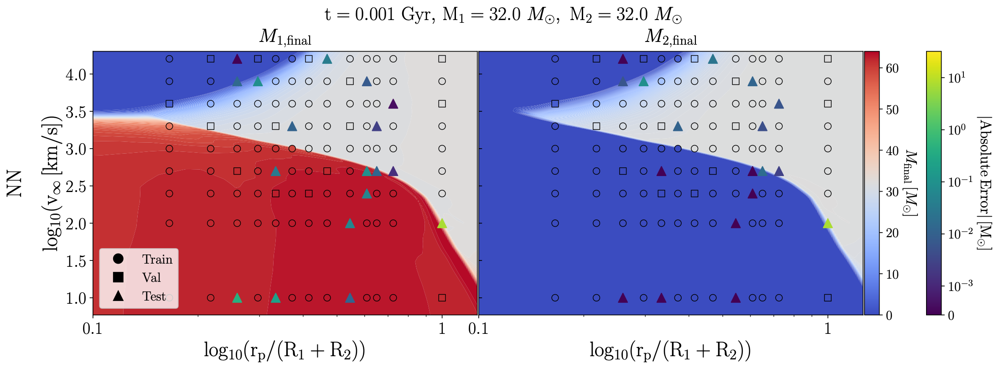 t = 0.001 Gyr, M₁ = 32.0 M⊙, M₂ = 32.0 M⊙
M₁,final
M₂,final
NN
log₁₀(v∞ [km/s])
4.0
3.5
3.0
2.5
2.0
1.5
1.0
Train
Val
Test
0.1
1
0.1
1
log₁₀(rₚ/(R₁ + R₂))
log₁₀(rₚ/(R₁ + R₂))
60
50
40
30
20
10
0
M_final [M⊙]
10¹
10⁰
10⁻¹
10⁻²
10⁻³
0
|Absolute Error| [M⊙]